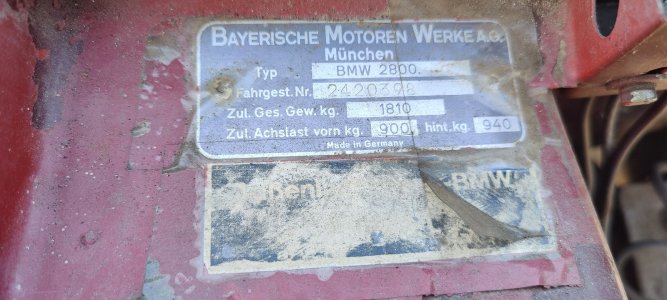 BAYERISCHE MOTOREN WERKE A.G.
München
Typ BMW 2800.
Fahrgest.Nr. 2420398
Zul. Ges. Gew. kg. 1810
Zul. Achslast vorn kg. 900 hint.kg. 940
Made in Germany
BMW